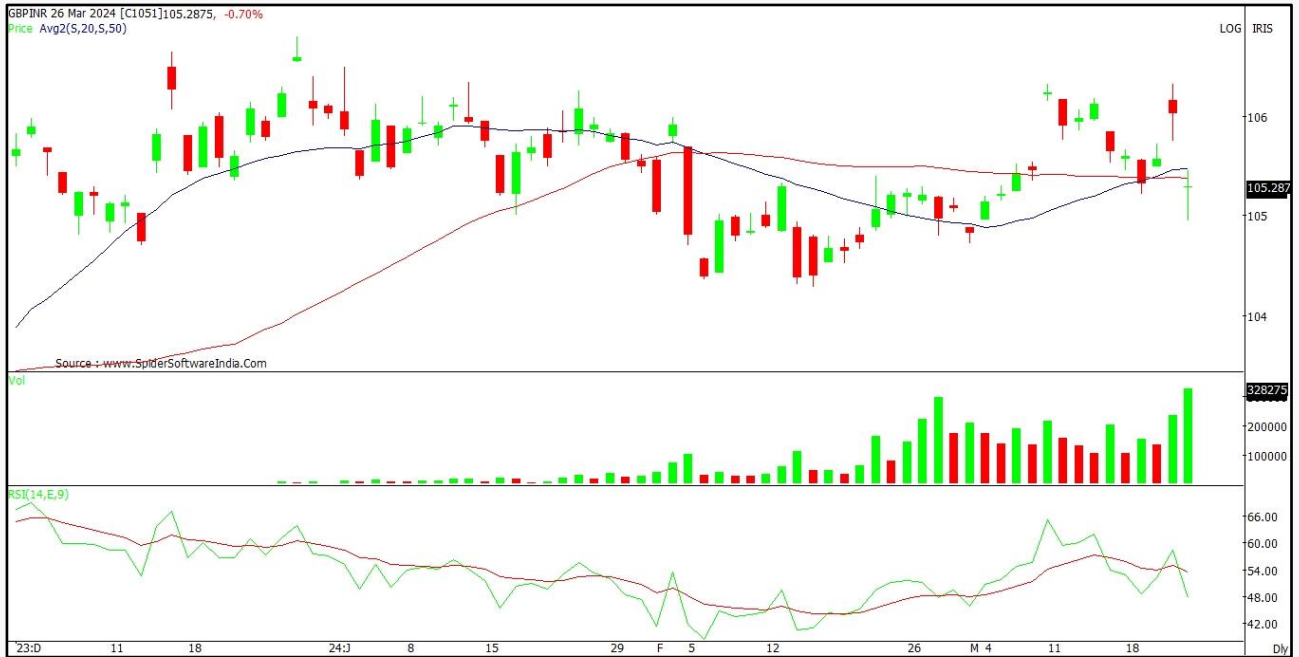 GBPINR 26 Mar 2024 [C1051]105.2875, -0.70%
Price Avg2(S,20,S,50)
LOG IRIS
106
105.287
105
104
Source : www.SpiderSoftwareIndia.Com
Vol
328275
200000
100000
RSI(14,E,9)
66.00
60.00
54.00
48.00
42.00
23:D 11 18 24:J 8 15 29 F 5 12 26 M 4 11 18 Dly